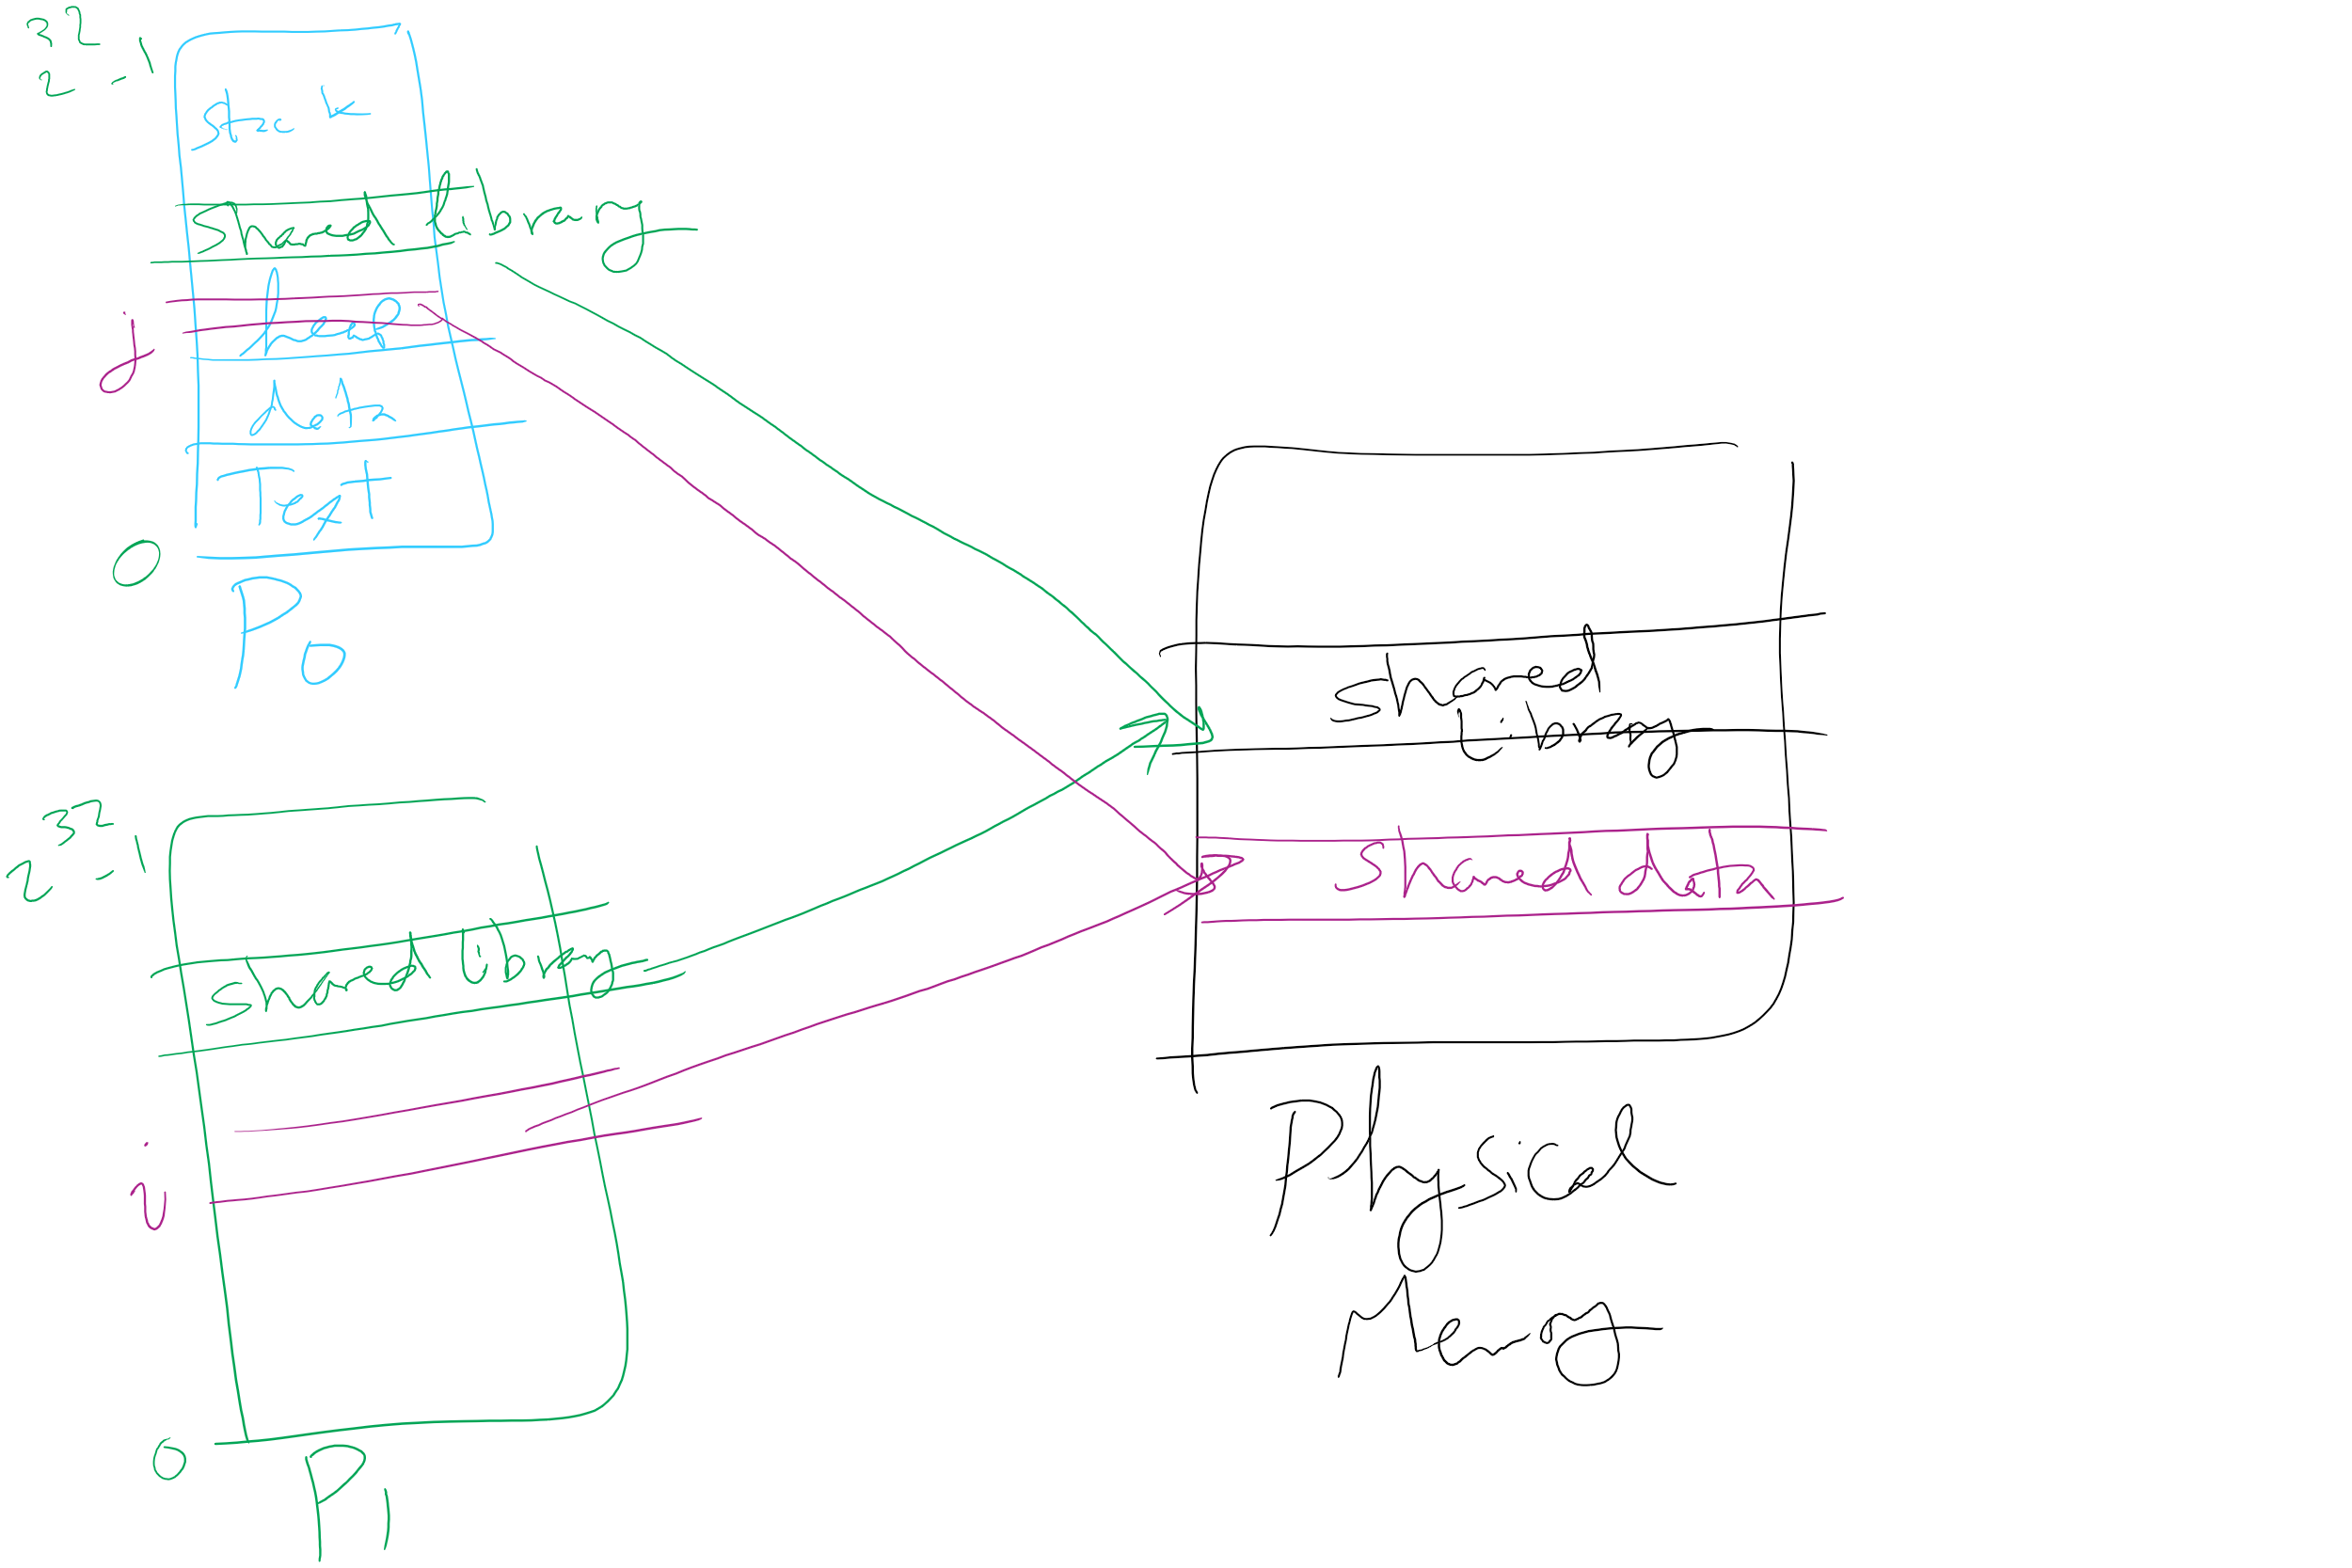 2^32 -1
stack
Shared library
j
heap
data
Text
0
P0
2^32 -1
shared library
i
0
P1
shared
library
shared data
Physical
Memory